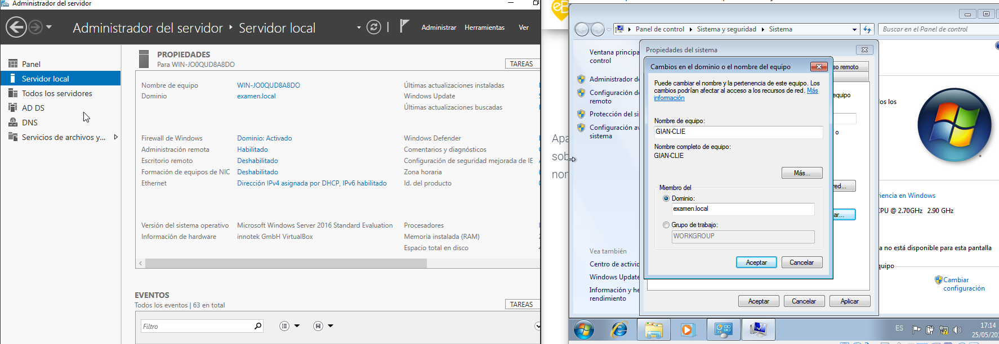 Administrador del servidor
Administrador del servidor ‣ Servidor local
Administrar Herramientas Ver
Panel
Servidor local
Todos los servidores
AD DS
DNS
Servicios de archivos y...
PROPIEDADES
Para WIN-JO0QUD8A8DO
TAREAS
Nombre de equipo WIN-JO0QUD8A8DO Últimas actualizaciones instaladas
Dominio examen.local Windows Update
Últimas actualizaciones buscadas
Firewall de Windows Dominio: Activado Windows Defender
Administración remota Habilitado Comentarios y diagnósticos
Escritorio remoto Deshabilitado Configuración de seguridad mejorada de IE
Formación de equipos de NIC Deshabilitado Zona horaria
Ethernet Dirección IPv4 asignada por DHCP, IPv6 habilitado Id. del producto
Versión del sistema operativo Microsoft Windows Server 2016 Standard Evaluation Procesadores
Información de hardware innotek GmbH VirtualBox Memoria instalada (RAM)
Espacio total en disco
EVENTOS
Todos los eventos | 63 en total
TAREAS
Filtro
eB
Apa
sob
nor
Panel de control ‣ Sistema y seguridad ‣ Sistema
Buscar en el Panel de control
Ventana principa
control
Administrador de
Configuración de
remoto
Protección del si
Configuración av
sistema
Vea también
Centro de activid
Windows Update
Información y he
rendimiento
Propiedades del sistema
so remoto
equipo
o
red...
ar...
Cambios en el dominio o el nombre del equipo
Puede cambiar el nombre y la pertenencia de este equipo. Los
cambios podrían afectar al acceso a los recursos de red. Más
información
Nombre de equipo:
GIAN-CLIE
Nombre completo de equipo:
GIAN-CLIE
Más...
Miembro del
Dominio:
examen.local
Grupo de trabajo:
WORKGROUP
Aceptar Cancelar
Aceptar Cancelar Aplicar
los los
riencia en Windows
CPU @ 2.70GHz 2.90 GHz
a no está disponible para esta pantalla
quipo
Cambiar
configuración
ES
17:14
25/05/20